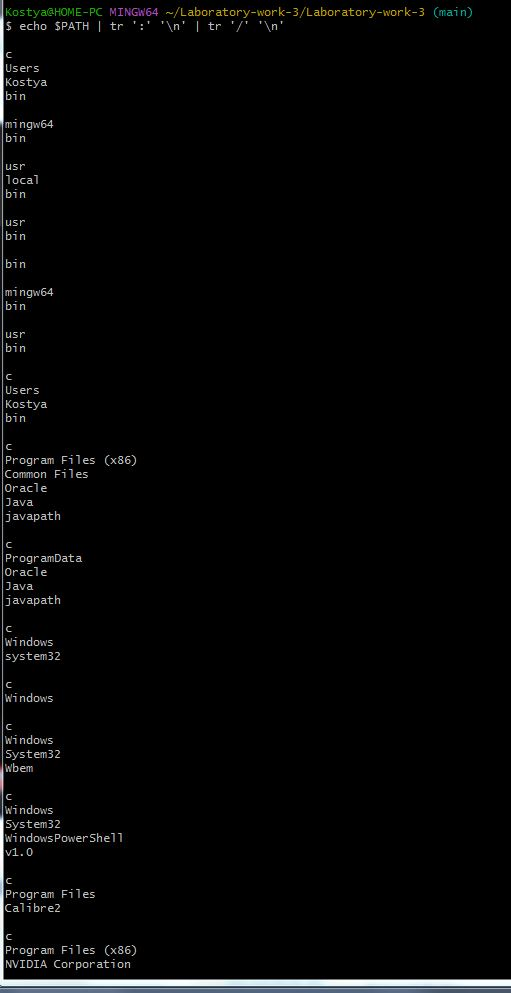 Kostya@HOME-PC MINGW64 ~/Laboratory-work-3/Laboratory-work-3 (main)
$ echo $PATH | tr ':' '\n' | tr '/' '\n'
c
Users
Kostya
bin
mingw64
bin
usr
local
bin
usr
bin
bin
mingw64
bin
usr
bin
c
Users
Kostya
bin
c
Program Files (x86)
Common Files
Oracle
Java
javapath
c
ProgramData
Oracle
Java
javapath
c
Windows
system32
c
Windows
c
Windows
System32
Wbem
c
Windows
System32
WindowsPowerShell
v1.0
c
Program Files
Calibre2
c
Program Files (x86)
NVIDIA Corporation